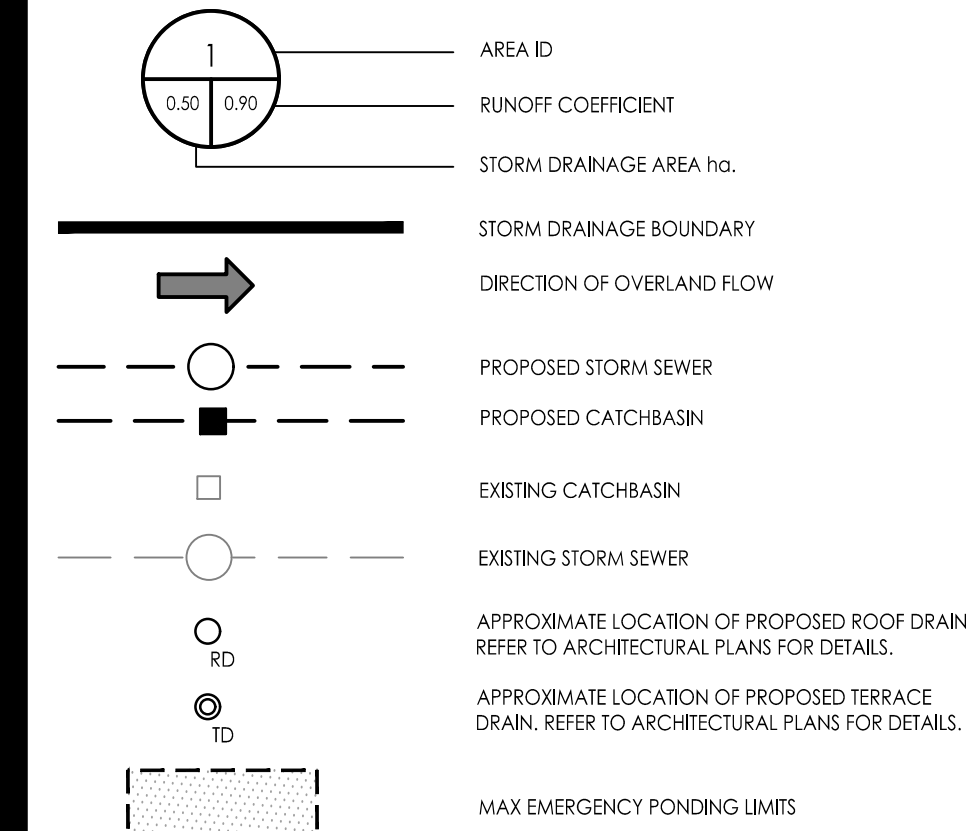 1
AREA ID
0.50 0.90
RUNOFF COEFFICIENT
STORM DRAINAGE AREA ha.
STORM DRAINAGE BOUNDARY
DIRECTION OF OVERLAND FLOW
PROPOSED STORM SEWER
PROPOSED CATCHBASIN
EXISTING CATCHBASIN
EXISTING STORM SEWER
RD
APPROXIMATE LOCATION OF PROPOSED ROOF DRAIN
REFER TO ARCHITECTURAL PLANS FOR DETAILS.
TD
APPROXIMATE LOCATION OF PROPOSED TERRACE
DRAIN. REFER TO ARCHITECTURAL PLANS FOR DETAILS.
MAX EMERGENCY PONDING LIMITS